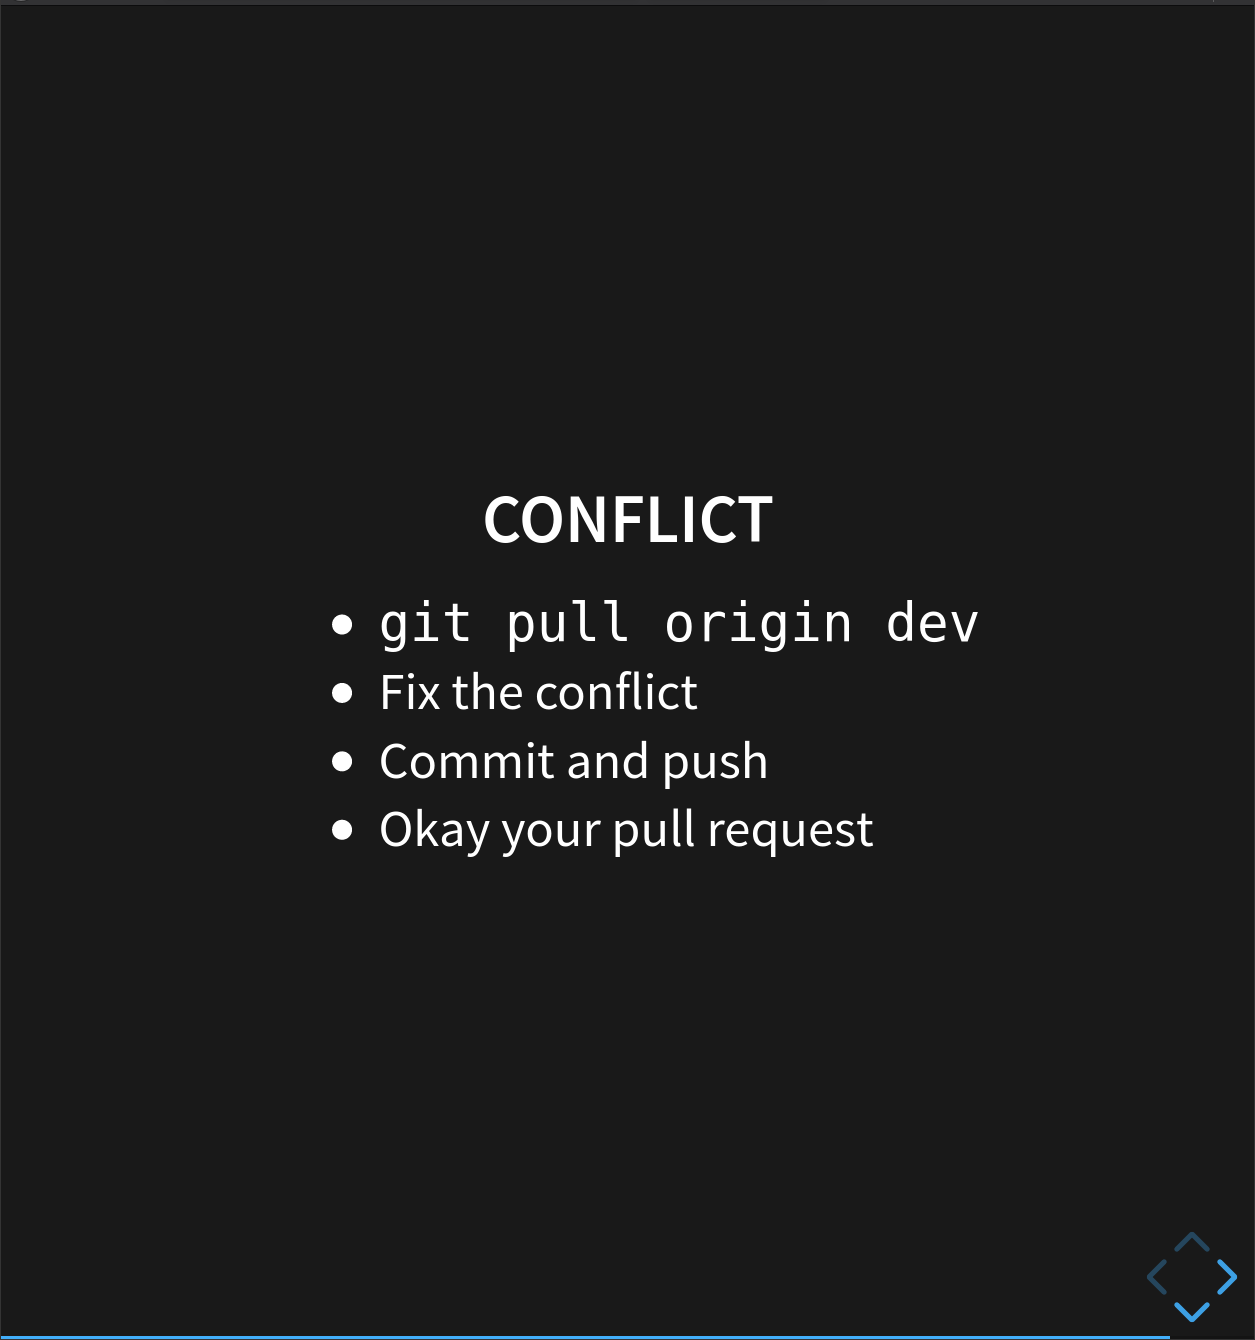 CONFLICT
git pull origin dev
Fix the conflict
Commit and push
Okay your pull request